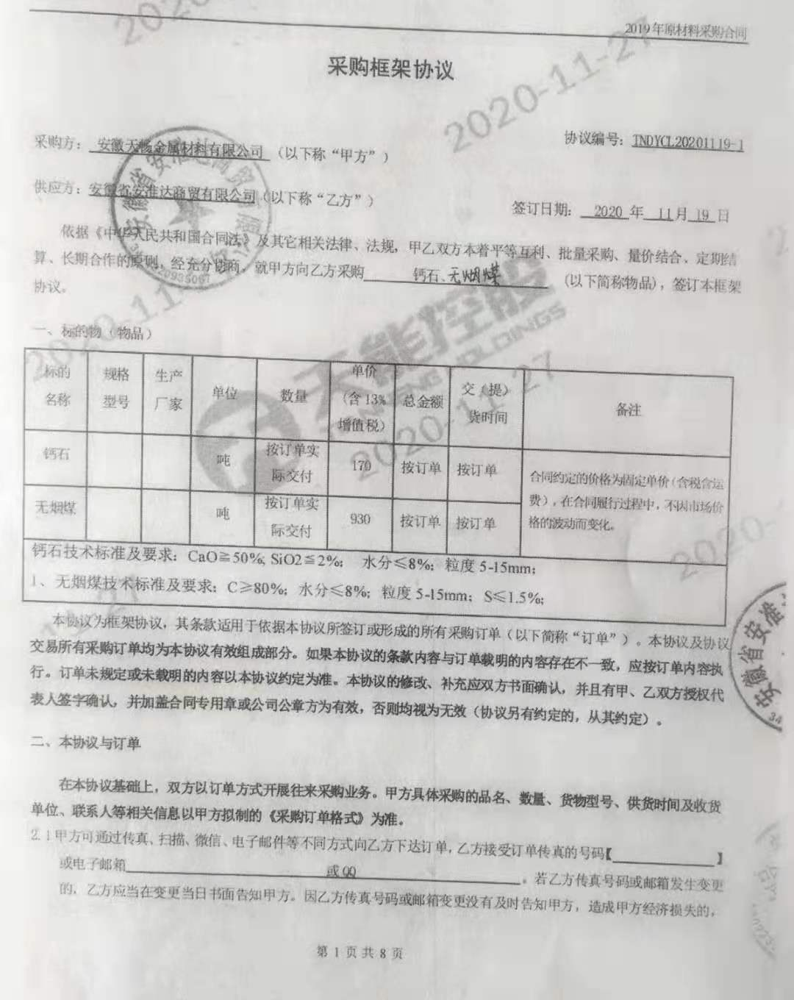 2019年原材料采购合同
采购框架协议
采购方：安徽天畅金属材料有限公司（以下称“甲方”）
协议编号：TNDYCL20201119-1
供应方：安徽省安淮达商贸有限公司（以下称“乙方”）
签订日期：2020年11月19日
依据《中华人民共和国合同法》及其它相关法律、法规，甲乙双方本着平等互利、批量采购、量价结合、定期结
算、长期合作的原则，经充分协商，就甲方向乙方采购钙石、无烟煤（以下简称物品），签订本框架
协议。
一、标的物（物品）
标的名称 规格型号 生产厂家 单位 数量 单价（含13%增值税） 总金额 交（提）货时间 备注
钙石 吨 按订单实际交付 170 按订单 按订单
无烟煤 吨 按订单实际交付 930 按订单 按订单
合同约定的价格为固定单价（含税含运
费），在合同履行过程中，不因市场价
格的波动而变化。
钙石技术标准及要求：CaO≧50%; SiO2≦2%; 水分≤8%; 粒度 5-15mm;
1、无烟煤技术标准及要求：C≥80%; 水分≤8%; 粒度 5-15mm; S≤1.5%;
本协议为框架协议，其条款适用于依据本协议所签订或形成的所有采购订单（以下简称“订单”）。本协议及协议
交易所有采购订单均为本协议有效组成部分。如果本协议的条款内容与订单载明的内容存在不一致，应按订单内容执
行。订单未规定或未载明的内容以本协议约定为准。本协议的修改、补充应双方书面确认，并且有甲、乙双方授权代
表人签字确认，并加盖合同专用章或公司公章方为有效，否则均视为无效（协议另有约定的，从其约定）。
二、本协议与订单
在本协议基础上，双方以订单方式开展往来采购业务。甲方具体采购的品名、数量、货物型号、供货时间及收货
单位、联系人等相关信息以甲方拟制的《采购订单格式》为准。
2.1甲方可通过传真、扫描、微信、电子邮件等不同方式向乙方下达订单，乙方接受订单传真的号码【 】
或电子邮箱 或QQ 。若乙方传真号码或邮箱发生变更
的，乙方应当在变更当日书面告知甲方。因乙方传真号码或邮箱变更没有及时告知甲方，造成甲方经济损失的，
第 1 页 共 8 页
天能控股
2020-11-27
2020-11-27
安徽省安淮